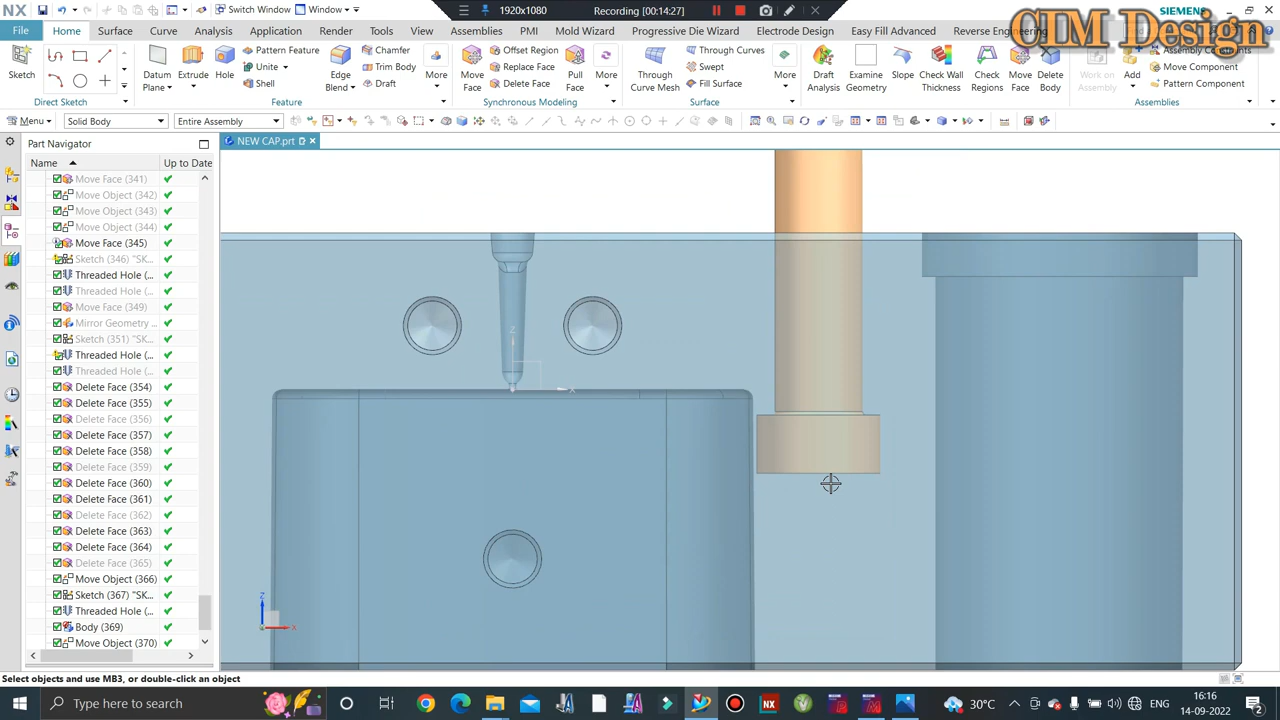 NX
Switch Window
Window
1920x1080
Recording [00:14:27]
SIEMENS
CIM Design
File
Home
Surface
Curve
Analysis
Application
Render
Tools
View
Assemblies
PMI
Mold Wizard
Progressive Die Wizard
Electrode Design
Easy Fill Advanced
Reverse Engineering
Sketch
Direct Sketch
Datum Plane
Extrude
Hole
Pattern Feature
Unite
Shell
Edge Blend
Chamfer
Trim Body
Draft
More
Feature
Move Face
Offset Region
Replace Face
Delete Face
Pull Face
More
Synchronous Modeling
Through Curve Mesh
Through Curves
Swept
Fill Surface
More
Surface
Draft Analysis
Examine Geometry
Slope
Check Wall Thickness
Check Regions
Move Face
Delete Body
Work on Assembly
Add
Assembly Constraints
Move Component
Pattern Component
Assemblies
Menu
Solid Body
Entire Assembly
Part Navigator
NEW CAP.prt
Name
Up to Date
Move Face (341)
Move Object (342)
Move Object (343)
Move Object (344)
Move Face (345)
Sketch (346) "SK...
Threaded Hole (...
Threaded Hole (...
Move Face (349)
Mirror Geometry ...
Sketch (351) "SK...
Threaded Hole (...
Threaded Hole (...
Delete Face (354)
Delete Face (355)
Delete Face (356)
Delete Face (357)
Delete Face (358)
Delete Face (359)
Delete Face (360)
Delete Face (361)
Delete Face (362)
Delete Face (363)
Delete Face (364)
Delete Face (365)
Move Object (366)
Sketch (367) "SK...
Threaded Hole (...
Body (369)
Move Object (370)
Z
X
Z
X
Select objects and use MB3, or double-click an object
Type here to search
NX
30°C
ENG
16:16
14-09-2022
2